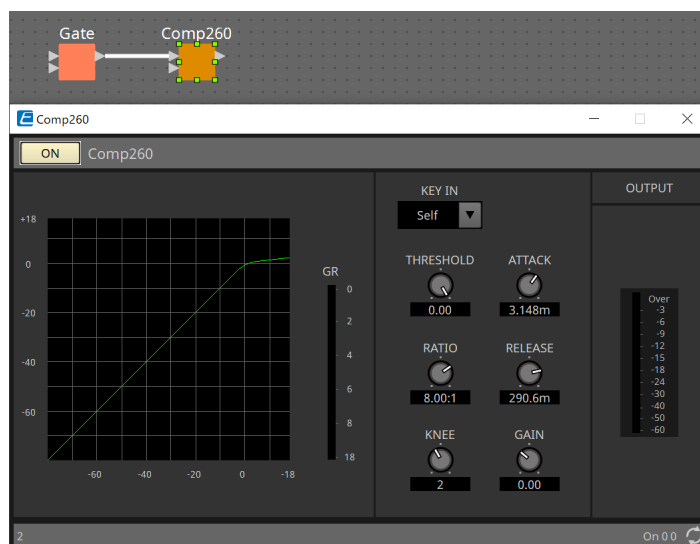 Gate Comp260
Comp260
ON Comp260
KEY IN
Self
OUTPUT
+18
0
-20
-40
-60
-60 -40 -20 0 -18
GR
0
2
4
6
8
18
THRESHOLD ATTACK
0.00 3.148m
RATIO RELEASE
8.00:1 290.6m
KNEE GAIN
2 0.00
Over
-3
-6
-9
-12
-15
-18
-24
-30
-40
-50
-60
2 On 0 0